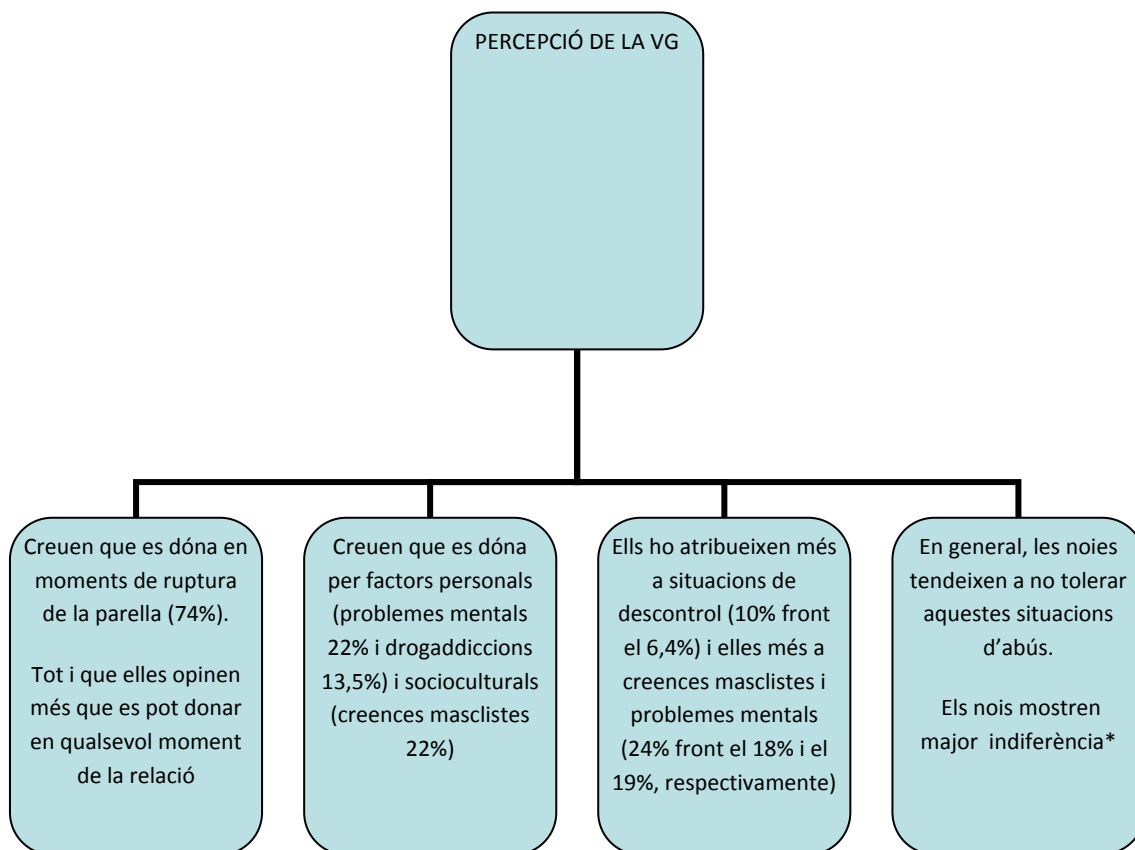 PERCEPCIÓ DE LA VG
Creuen que es dóna en
moments de ruptura
de la parella (74%).
Tot i que elles opinen
més que es pot donar
en qualsevol moment
de la relació
Creuen que es dóna
per factors personals
(problemes mentals
22% i drogaddiccions
13,5%) i socioculturals
(creences masclistes
22%)
Ells ho atribueixen més
a situacions de
descontrol (10% front
el 6,4%) i elles més a
creences masclistes i
problemes mentals
(24% front el 18% i el
19%, respectivamente)
En general, les noies
tendeixen a no tolerar
aquestes situacions
d’abús.
Els nois mostren
major indiferència*